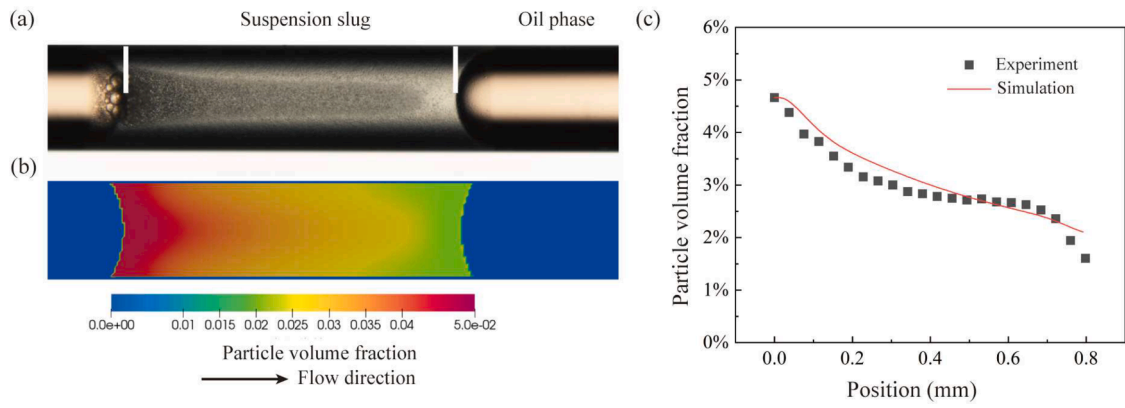 (a)
Suspension slug
Oil phase
(b)
0.0e+00 0.01 0.015 0.02 0.025 0.03 0.035 0.04 5.0e-02
Particle volume fraction
Flow direction
(c)
6%
5%
4%
3%
2%
1%
0%
Particle volume fraction
Experiment
Simulation
0.0 0.2 0.4 0.6 0.8
Position (mm)